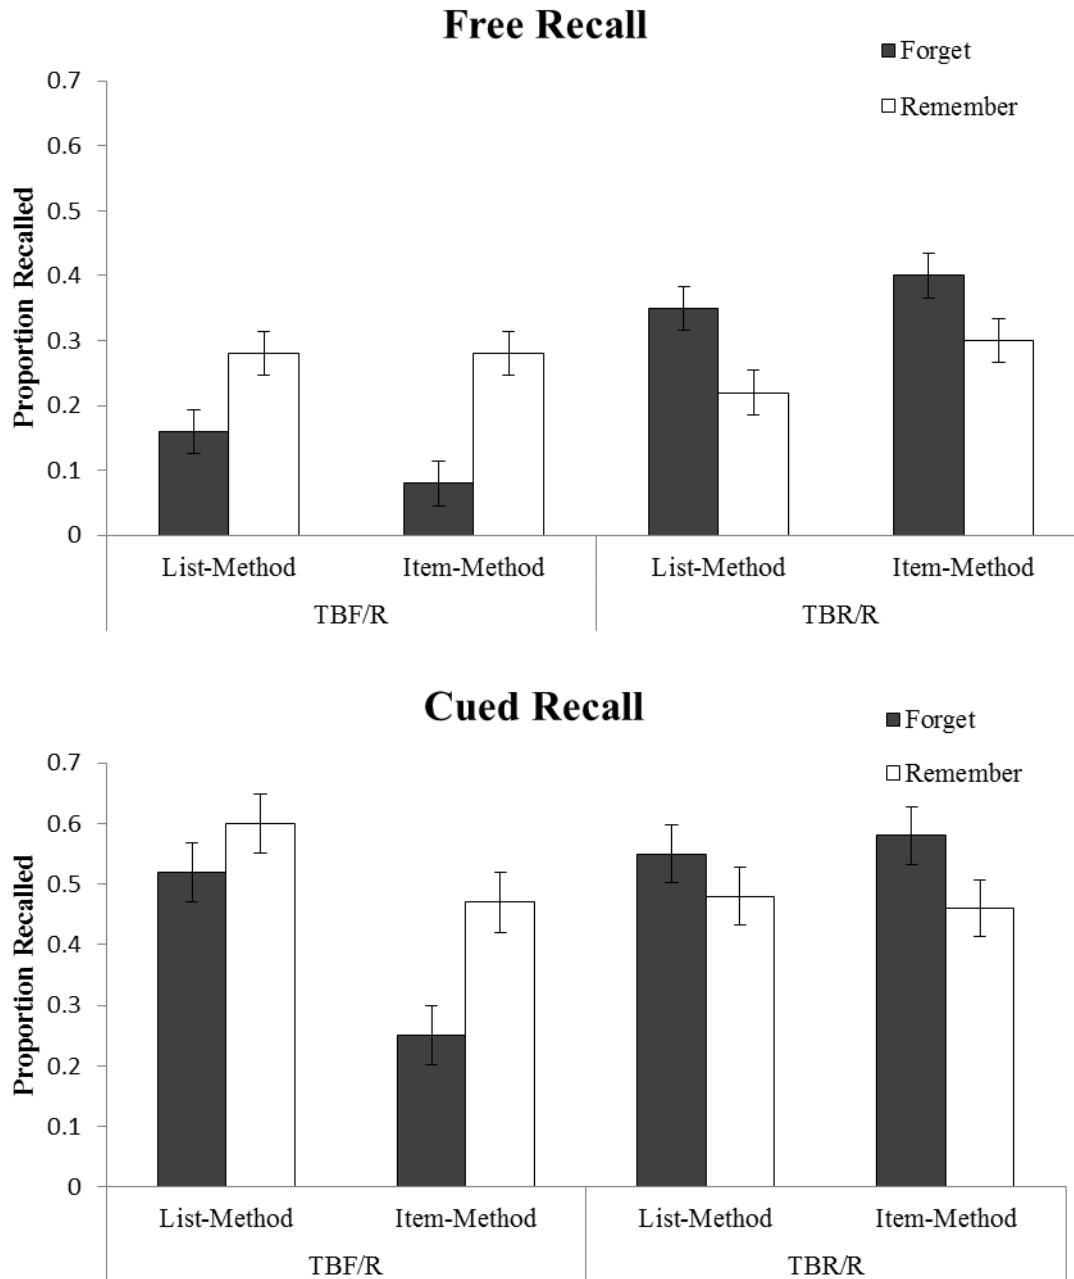 Free Recall
Forget
Remember
Proportion Recalled
0.7
0.6
0.5
0.4
0.3
0.2
0.1
0
List-Method Item-Method List-Method Item-Method
TBF/R TBR/R
Cued Recall
Forget
Remember
Proportion Recalled
0.7
0.6
0.5
0.4
0.3
0.2
0.1
0
List-Method Item-Method List-Method Item-Method
TBF/R TBR/R